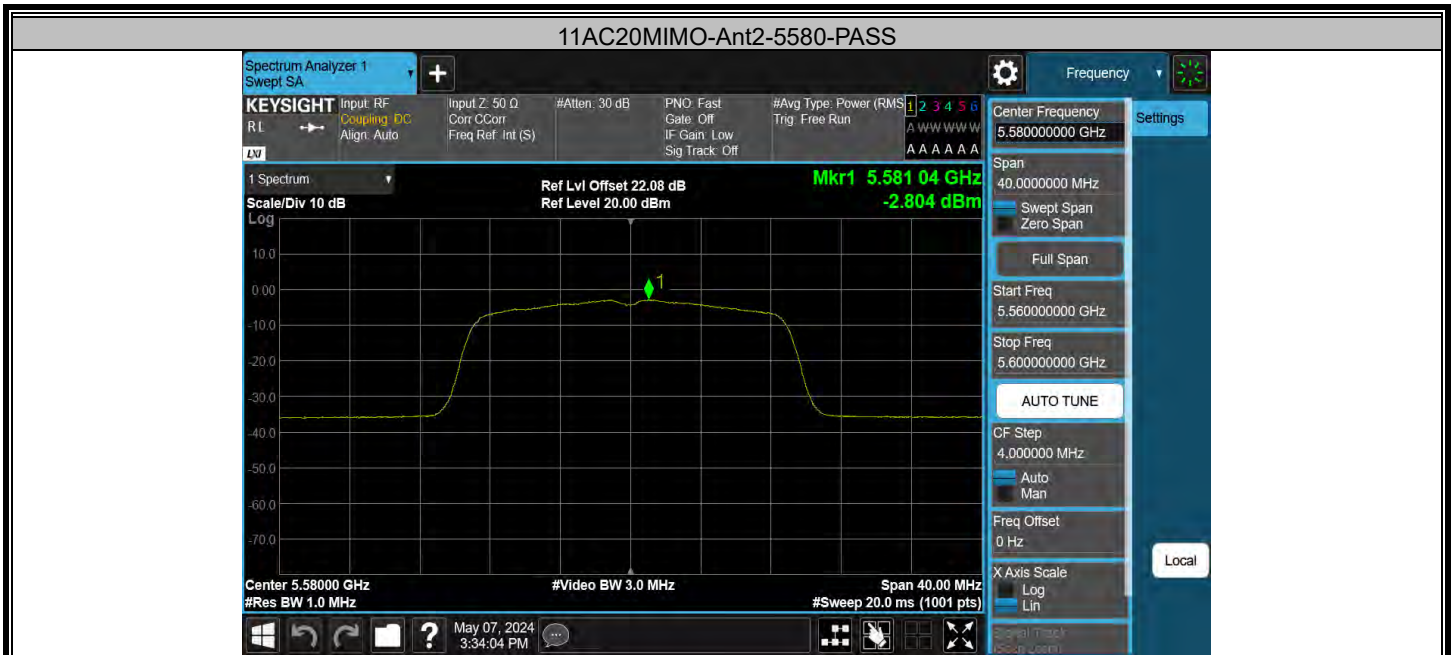 11AC20MIMO-Ant2-5580-PASS
Spectrum Analyzer 1
Swept SA
+
Frequency
KEYSIGHT
RL
LXI
Input: RF
Coupling: DC
Align: Auto
Input Z: 50 Ω
Corr CCorr
Freq Ref: Int (S)
#Atten: 30 dB
PNO: Fast
Gate: Off
IF Gain: Low
Sig Track: Off
#Avg Type: Power (RMS
Trig: Free Run
1 2 3 4 5 6
A W W W W W
A A A A A A
Center Frequency
5.580000000 GHz
Settings
Span
40.0000000 MHz
Swept Span
Zero Span
Full Span
Start Freq
5.560000000 GHz
Stop Freq
5.600000000 GHz
AUTO TUNE
CF Step
4.000000 MHz
Auto
Man
Freq Offset
0 Hz
X Axis Scale
Log
Lin
Signal Track
(Span Zoom)
Local
1 Spectrum
Scale/Div 10 dB
Log
Ref Lvl Offset 22.08 dB
Ref Level 20.00 dBm
Mkr1 5.581 04 GHz
-2.804 dBm
10.0
0.00
-10.0
-20.0
-30.0
-40.0
-50.0
-60.0
-70.0
1
Center 5.58000 GHz
#Res BW 1.0 MHz
#Video BW 3.0 MHz
Span 40.00 MHz
#Sweep 20.0 ms (1001 pts)
?
May 07, 2024
3:34:04 PM